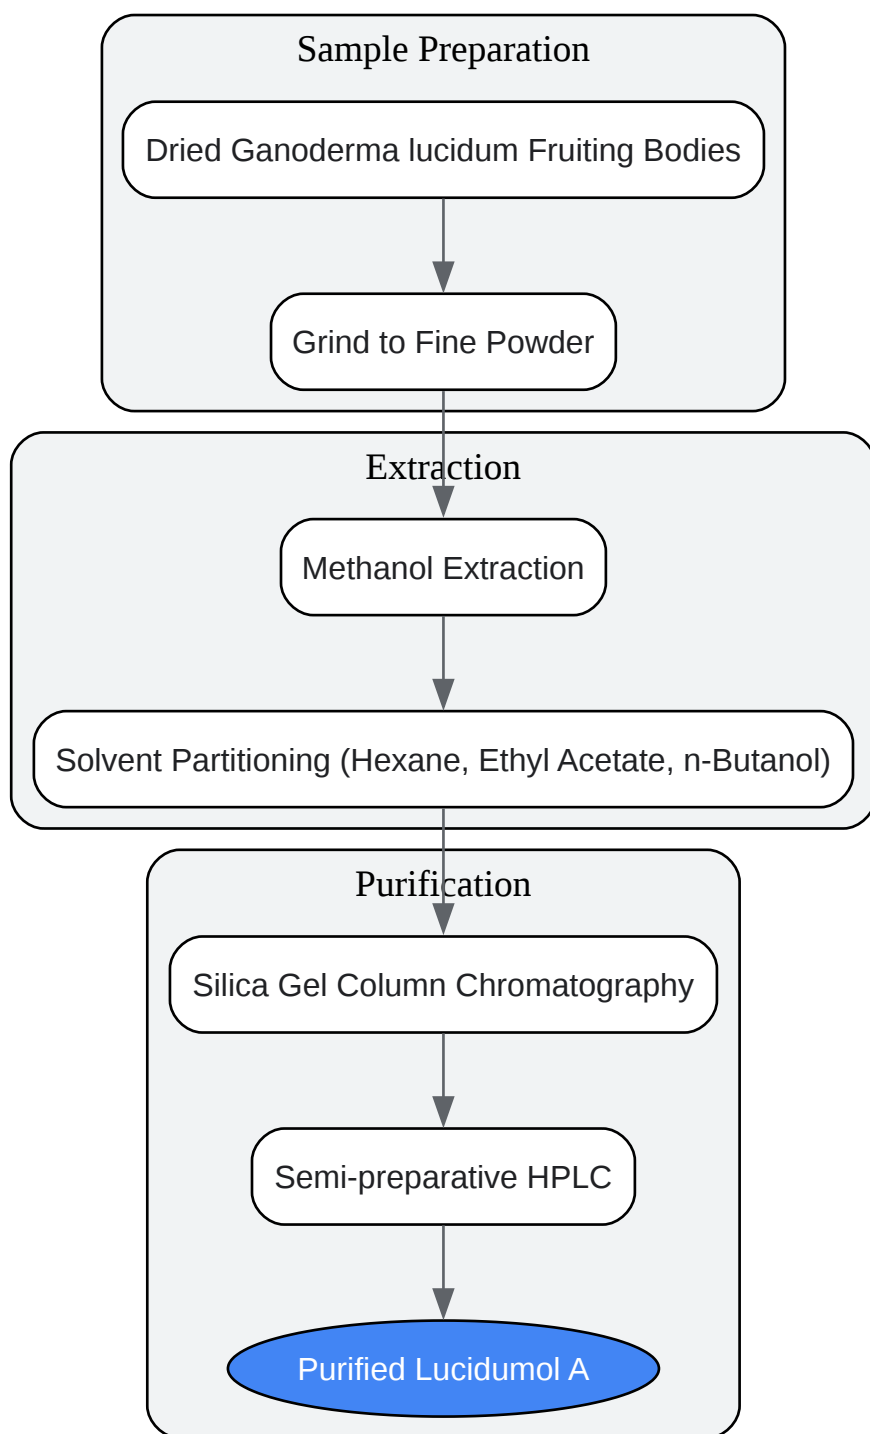 Sample Preparation
Dried Ganoderma lucidum Fruiting Bodies
Grind to Fine Powder
Extraction
Methanol Extraction
Solvent Partitioning (Hexane, Ethyl Acetate, n-Butanol)
Purification
Silica Gel Column Chromatography
Semi-preparative HPLC
Purified Lucidumol A